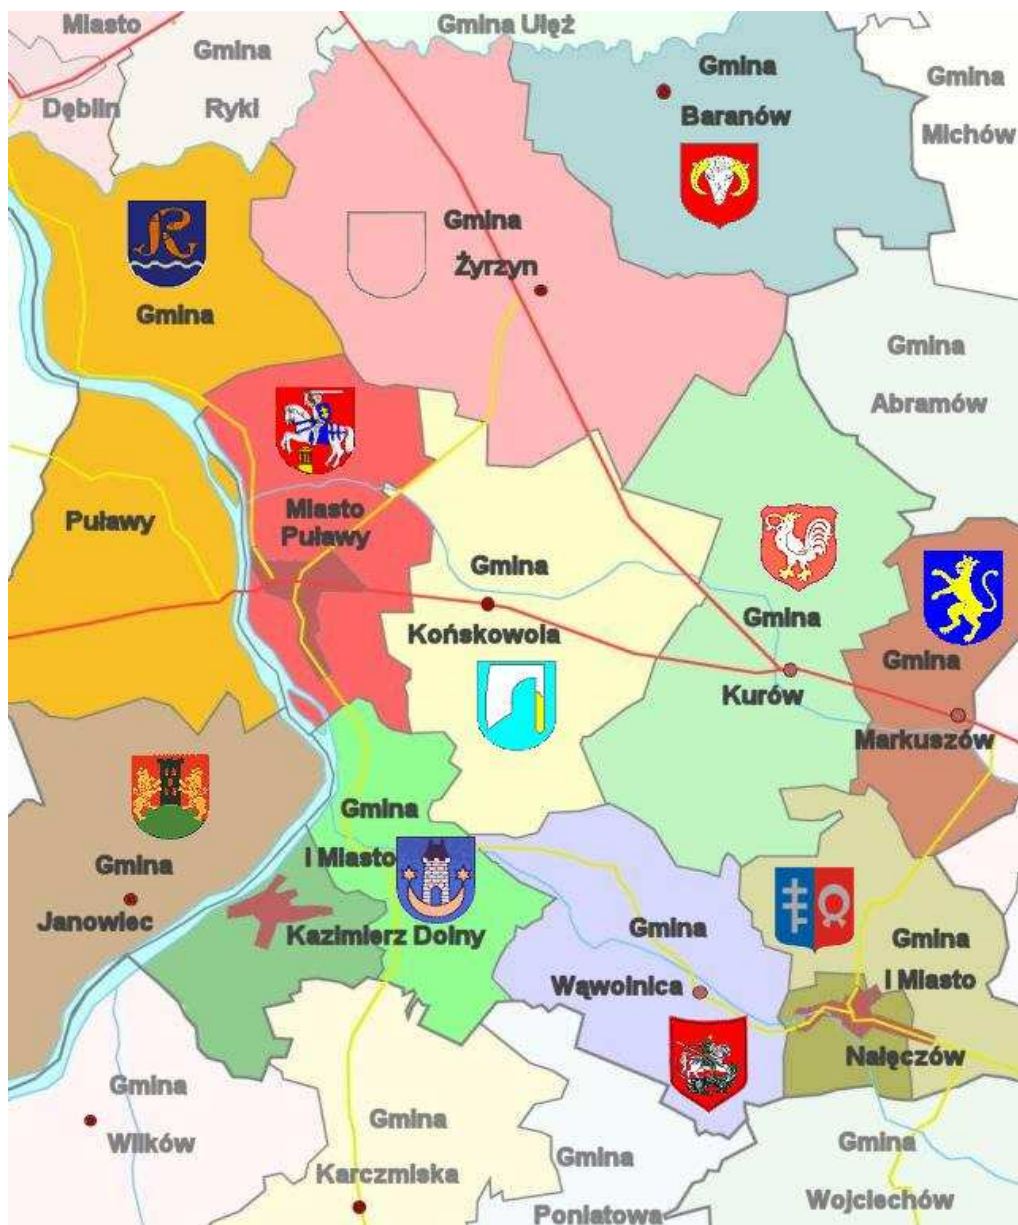 Miasto
Dęblin
Gmina
Ryki
Gmina Ulęż
Gmina
Baranów
Gmina
Michów
Gmina
Żyrzyn
Gmina
Puławy
Gmina
Abramów
Miasto
Puławy
Gmina
Końskowola
Gmina
Kurów
Gmina
Markuszów
Gmina
Janowiec
Gmina
i Miasto
Kazimierz Dolny
Gmina
Wąwolnica
Gmina
i Miasto
Nałęczów
Gmina
Wilków
Gmina
Karczmiska
Gmina
Poniatowa
Gmina
Wojciechów